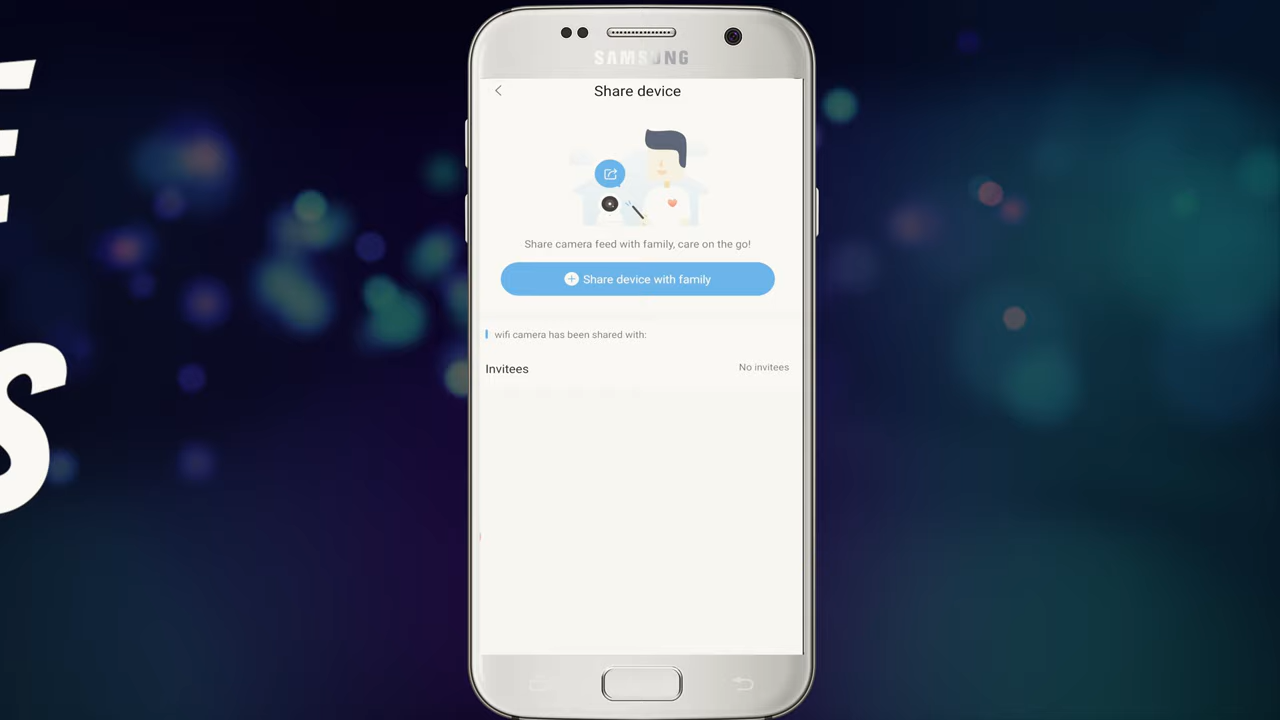 SAMSUNG
Share device
Share camera feed with family, care on the go!
Share device with family
wifi camera has been shared with:
Invitees
No invitees